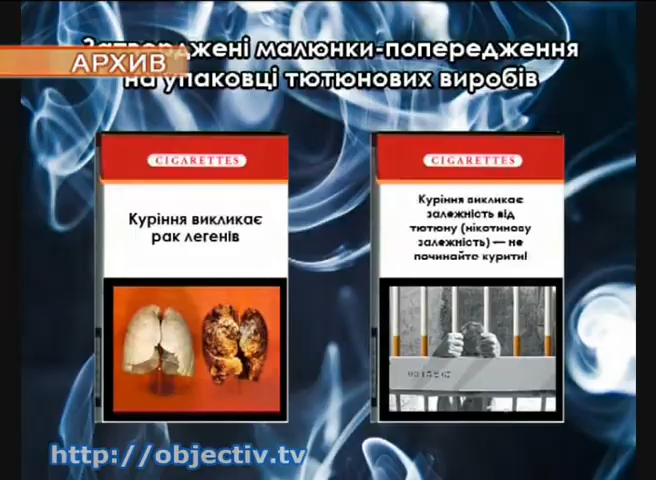 Затверджені малюнки-попередження
АРХИВ
на упаковці тютюнових виробів
CIGARETTES
Куріння викликає
рак легенів
CIGARETTES
Куріння викликає
залежність від
тютюну (нікотинову
залежність) — не
починайте курити!
http://objectiv.tv